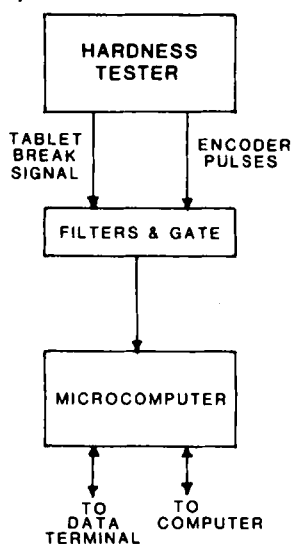 HARDNESS
TESTER
TABLET
BREAK
SIGNAL
ENCODER
PULSES
FILTERS & GATE
MICROCOMPUTER
TO
DATA
TERMINAL
TO
COMPUTER